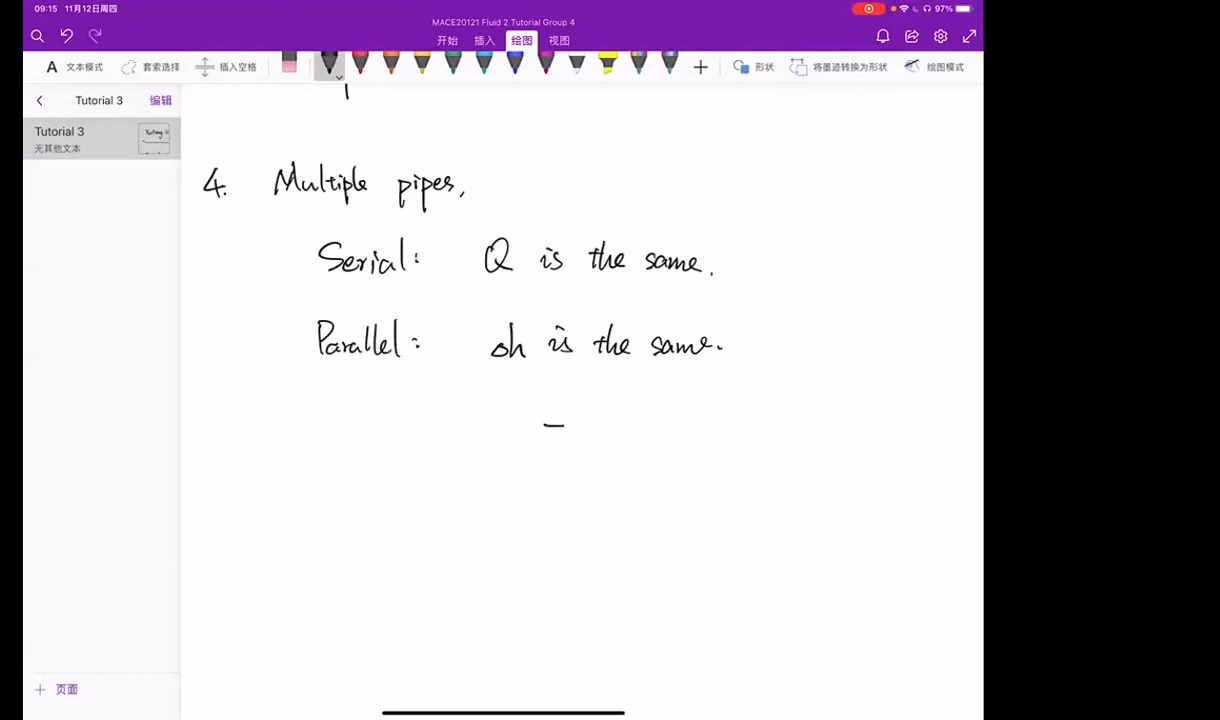 09:15 11月12日周四
97%
MACE20121 Fluid 2 Tutorial Group 4
开始 插入 绘图 视图
A 文本模式 套索选择 插入空格 形状 将墨迹转换为形状 绘图模式
Tutorial 3 编辑
Tutorial 3
无其他文本
4. Multiple pipes,
Serial: Q is the same.
Parallel: oh is the same.
+ 页面